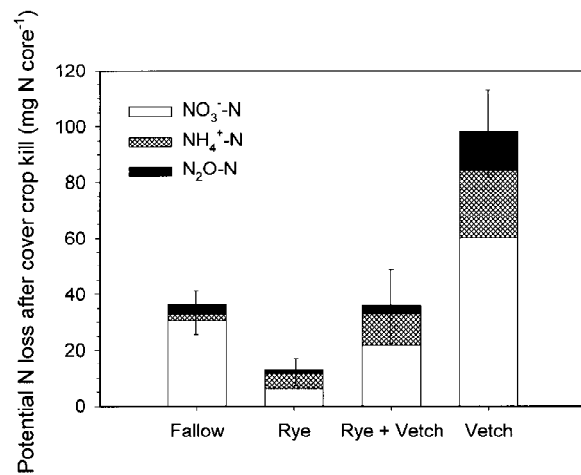 Potential N loss after cover crop kill (mg N core⁻¹)
120
100
80
60
40
20
0
NO₃⁻-N
NH₄⁺-N
N₂O-N
Fallow Rye Rye + Vetch Vetch